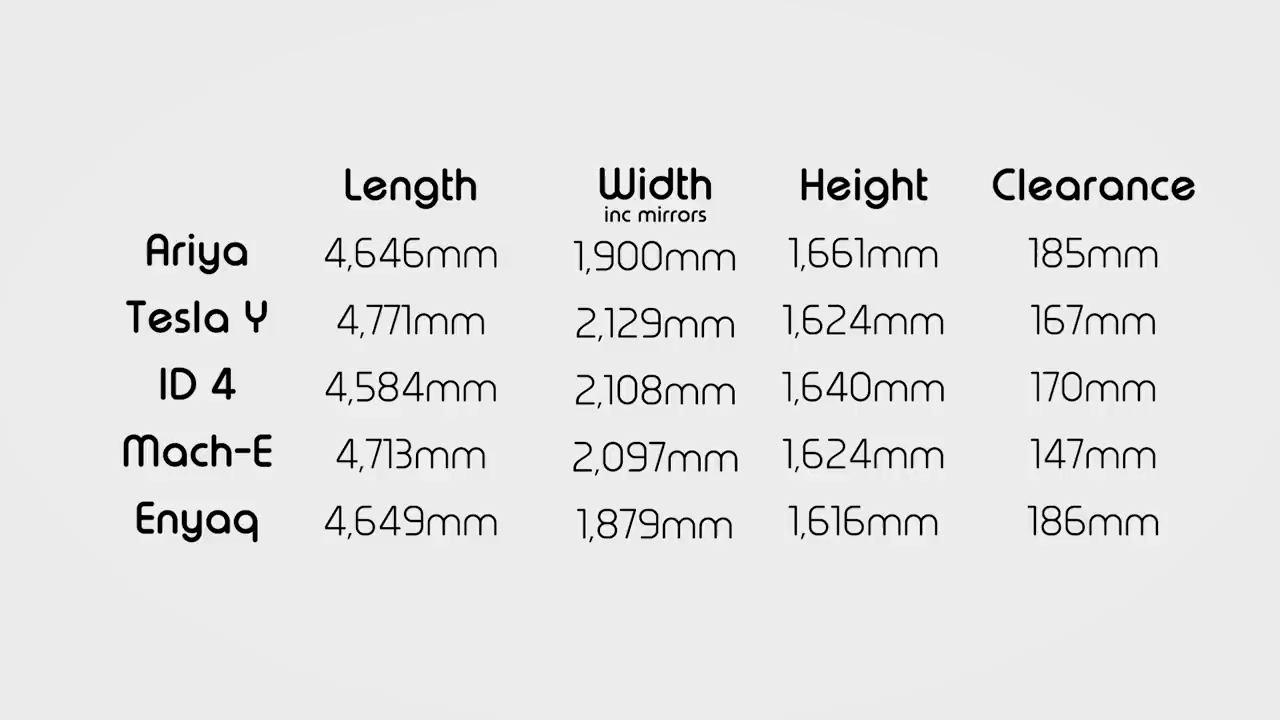 Length Width Height Clearance
inc mirrors
Ariya 4,646mm 1,900mm 1,661mm 185mm
Tesla Y 4,771mm 2,129mm 1,624mm 167mm
ID 4 4,584mm 2,108mm 1,640mm 170mm
Mach-E 4,713mm 2,097mm 1,624mm 147mm
Enyaq 4,649mm 1,879mm 1,616mm 186mm